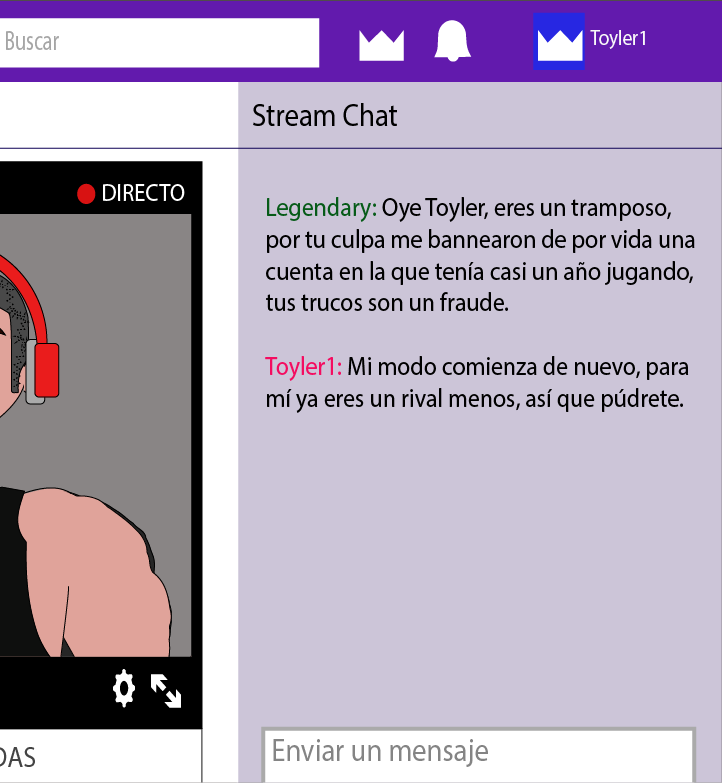 Buscar
Toyler1
Stream Chat
DIRECTO
Legendary: Oye Toyler, eres un tramposo,
por tu culpa me bannearon de por vida una
cuenta en la que tenía casi un año jugando,
tus trucos son un fraude.
Toyler1: Mi modo comienza de nuevo, para
mí ya eres un rival menos, así que púdrete.
Enviar un mensaje
DAS